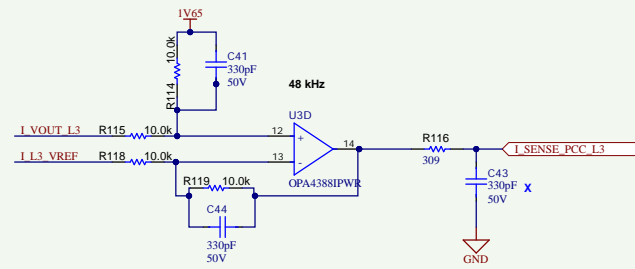 1V65
10.0k
R114
C41
330pF
50V
48 kHz
U3D
I_VOUT_L3
R115
10.0k
12
+
14
R116
309
I_SENSE_PCC_L3
I_L3_VREF
R118
10.0k
13
-
OPA4388IPWR
R119
10.0k
C43
330pF
X
50V
C44
330pF
50V
GND